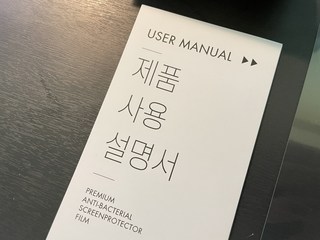 USER MANUAL ▶▶
제품
사용
설명서
PREMIUM
ANTI-BACTERIAL
SCREENPROTECTOR
FILM